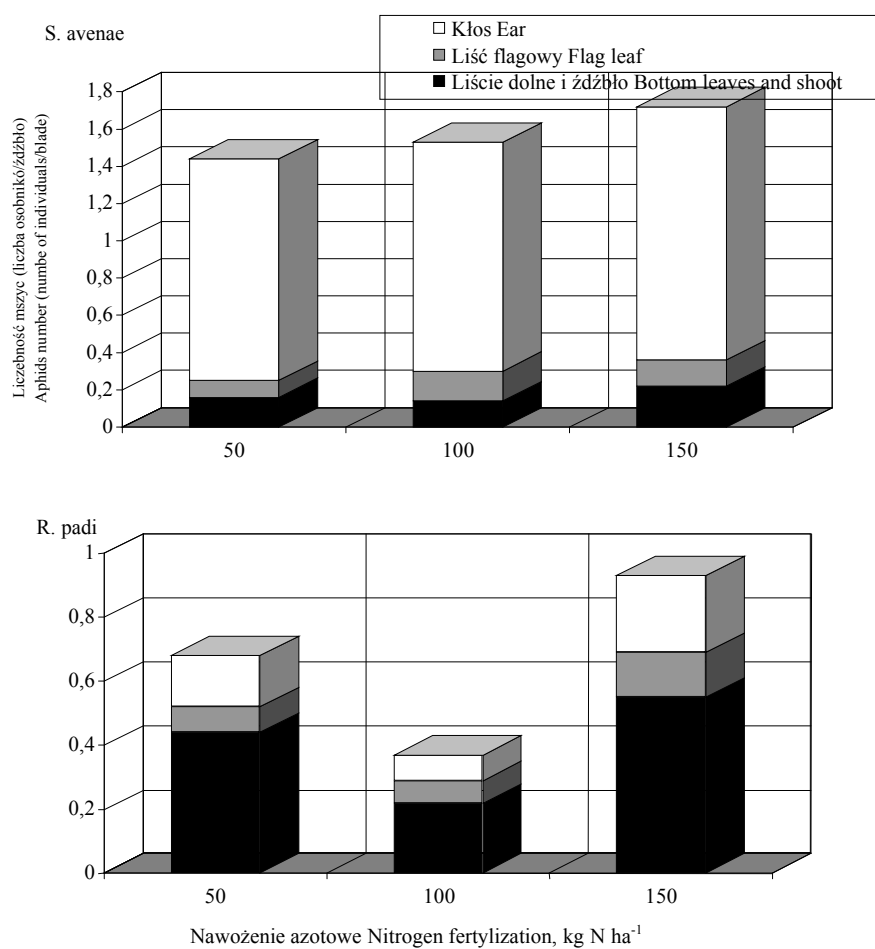 S. avenae
Kłos Ear
Liść flagowy Flag leaf
Liście dolne i źdźbło Bottom leaves and shoot
Liczebność mszyc (liczba osobnikó/źdźbło)
Aphids number (numbe of individuals/blade)
1,8
1,6
1,4
1,2
1
0,8
0,6
0,4
0,2
0
50 100 150
R. padi
1
0,8
0,6
0,4
0,2
0
50 100 150
Nawożenie azotowe Nitrogen fertylization, kg N ha⁻¹